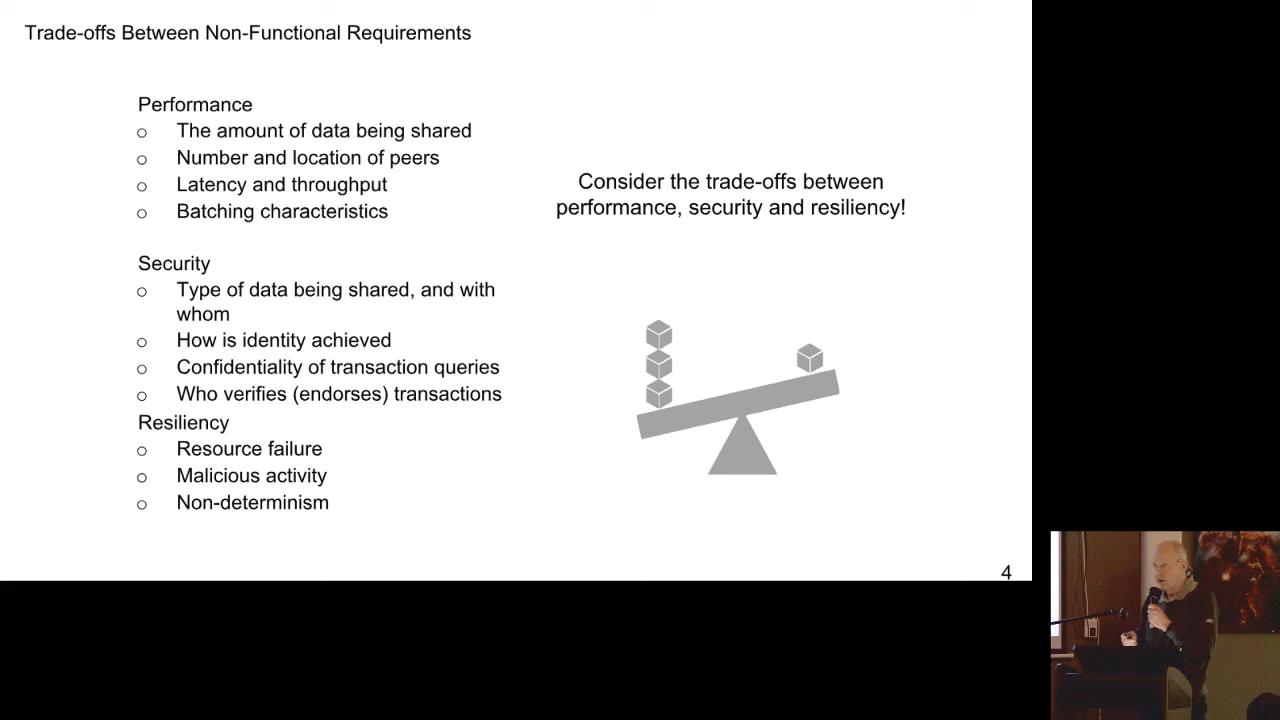 Trade-offs Between Non-Functional Requirements
Performance
o The amount of data being shared
o Number and location of peers
o Latency and throughput
o Batching characteristics
Security
o Type of data being shared, and with
whom
o How is identity achieved
o Confidentiality of transaction queries
o Who verifies (endorses) transactions
Resiliency
o Resource failure
o Malicious activity
o Non-determinism
Consider the trade-offs between
performance, security and resiliency!
4